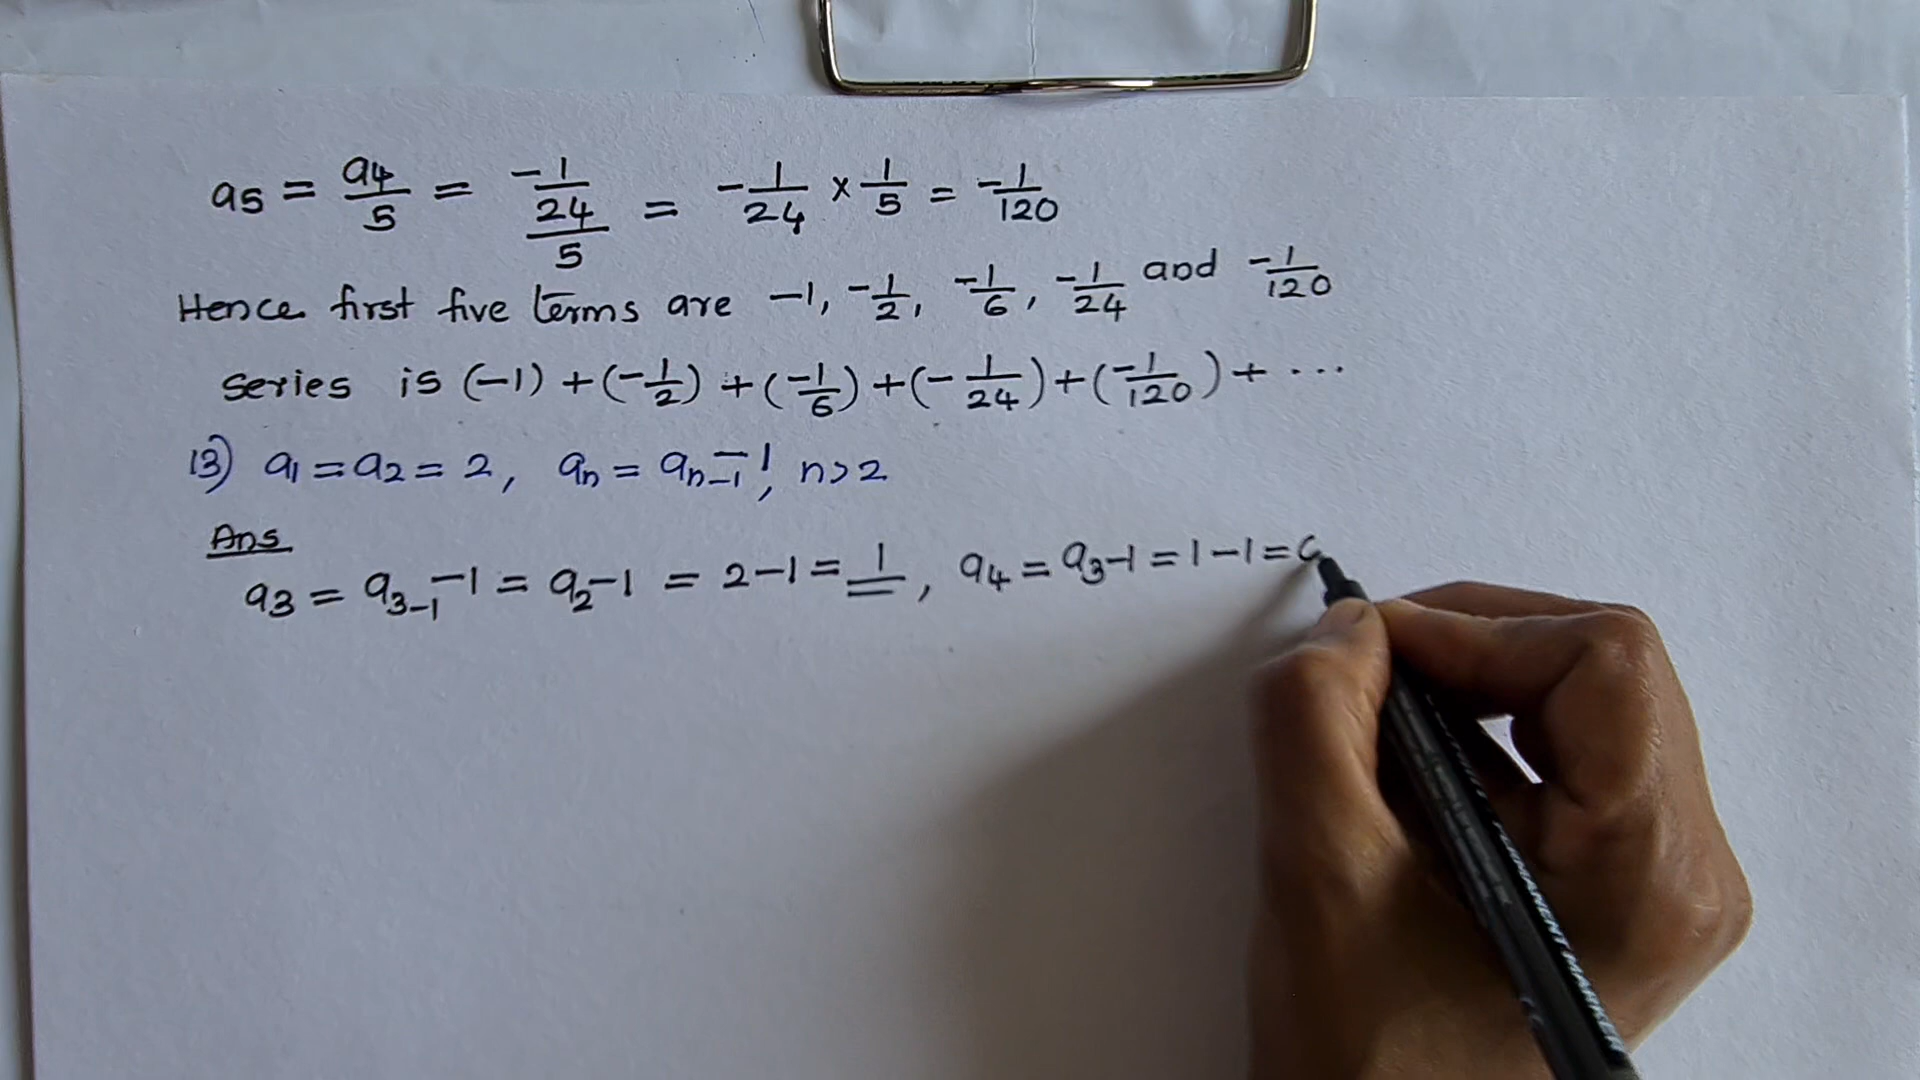 a5 = a4/5 = (-1/24)/5 = -1/24 × 1/5 = -1/120
Hence first five terms are -1, -1/2, -1/6, -1/24 and -1/120
Series is (-1) + (-1/2) + (-1/6) + (-1/24) + (-1/120) + ...
13) a1 = a2 = 2, an = an-1 - 1, n > 2
Ans
a3 = a3-1 - 1 = a2 - 1 = 2 - 1 = 1, a4 = a3 - 1 = 1 - 1 =
PERMANENT MARKER